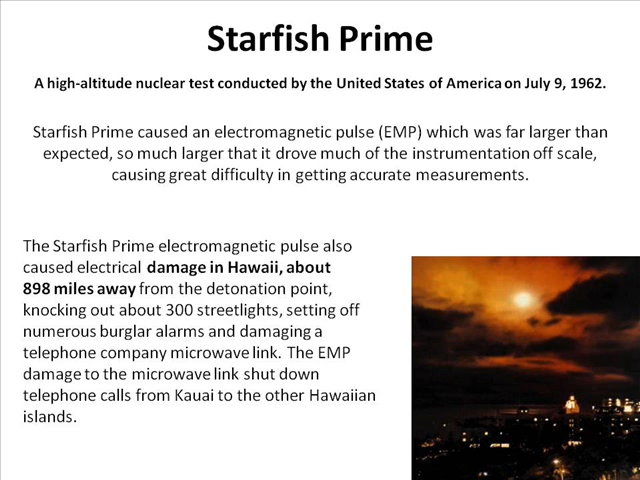 Starfish Prime
A high-altitude nuclear test conducted by the United States of America on July 9, 1962.
Starfish Prime caused an electromagnetic pulse (EMP) which was far larger than
expected, so much larger that it drove much of the instrumentation off scale,
causing great difficulty in getting accurate measurements.
The Starfish Prime electromagnetic pulse also
caused electrical damage in Hawaii, about
898 miles away from the detonation point,
knocking out about 300 streetlights, setting off
numerous burglar alarms and damaging a
telephone company microwave link. The EMP
damage to the microwave link shut down
telephone calls from Kauai to the other Hawaiian
islands.